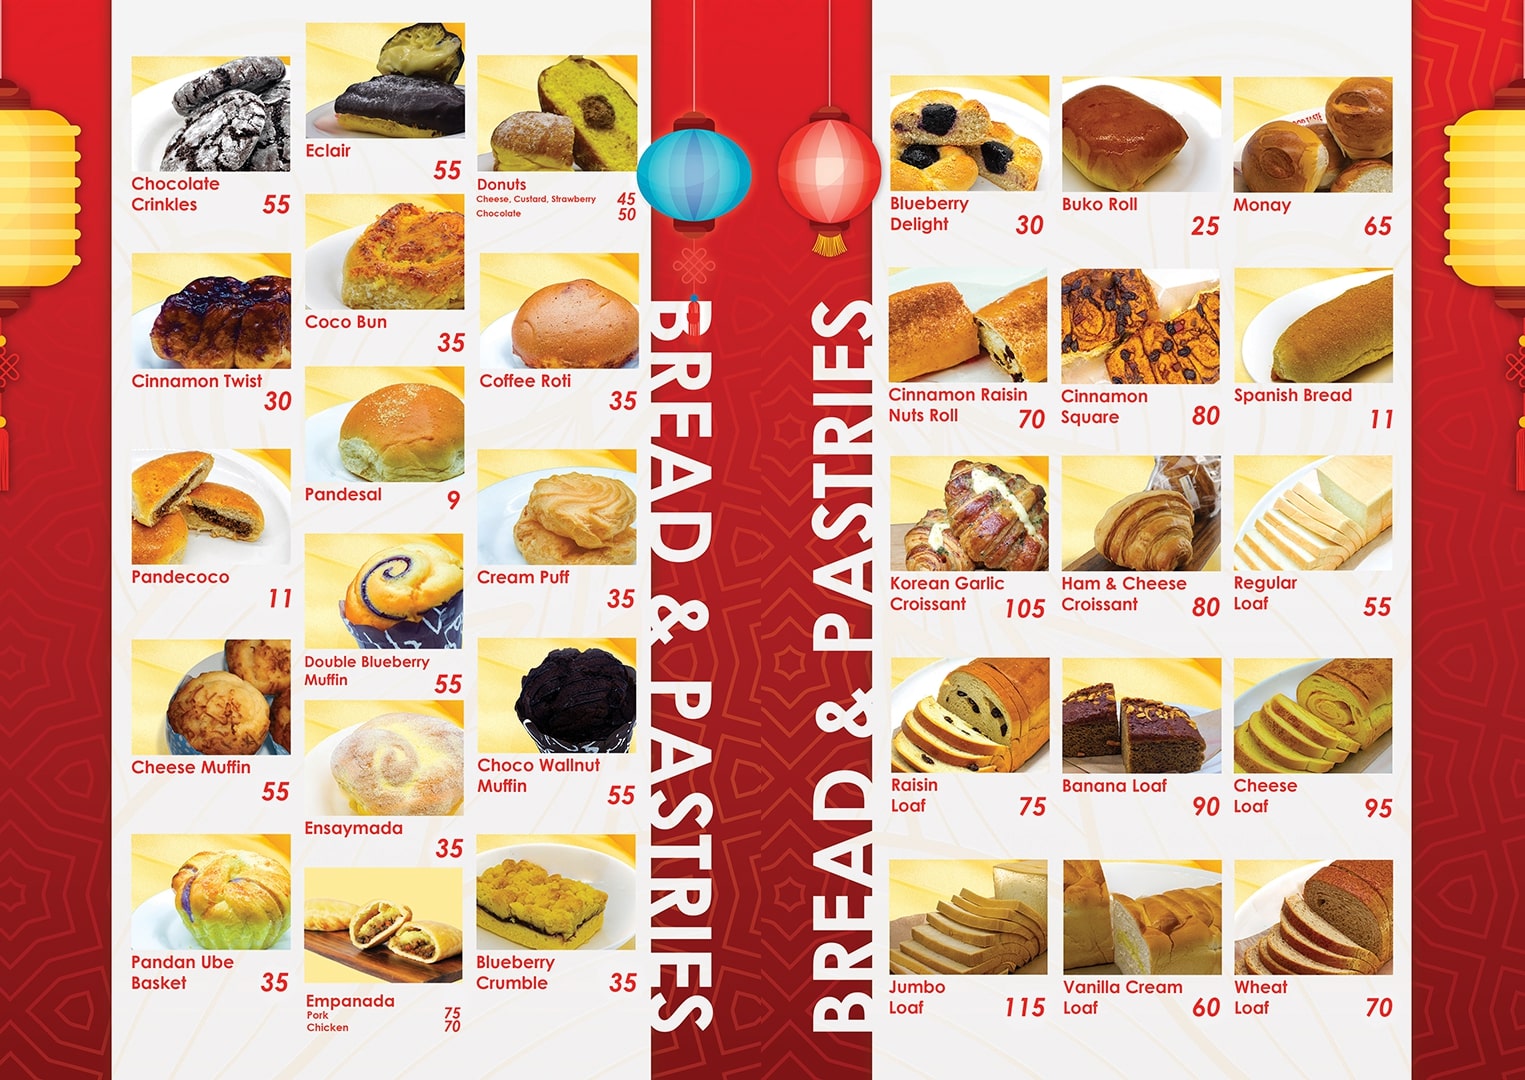 Chocolate
Crinkles 55
Cinnamon Twist
30
Pandecoco
11
Cheese Muffin
55
Pandan Ube
Basket 35
Eclair
55
Coco Bun
35
Pandesal
9
Double Blueberry
Muffin 55
Ensaymada
35
Empanada
Pork 75
Chicken 70
Donuts
Cheese, Custard, Strawberry 45
Chocolate 50
Coffee Roti
35
Cream Puff
35
Choco Wallnut
Muffin 55
Blueberry
Crumble 35
BREAD & PASTRIES
BREAD & PASTRIES
Blueberry
Delight 30
Buko Roll
25
Monay
65
Cinnamon Raisin
Nuts Roll 70
Cinnamon
Square 80
Spanish Bread
11
Korean Garlic
Croissant 105
Ham & Cheese
Croissant 80
Regular
Loaf 55
Raisin
Loaf 75
Banana Loaf
90
Cheese
Loaf 95
Jumbo
Loaf 115
Vanilla Cream
Loaf 60
Wheat
Loaf 70